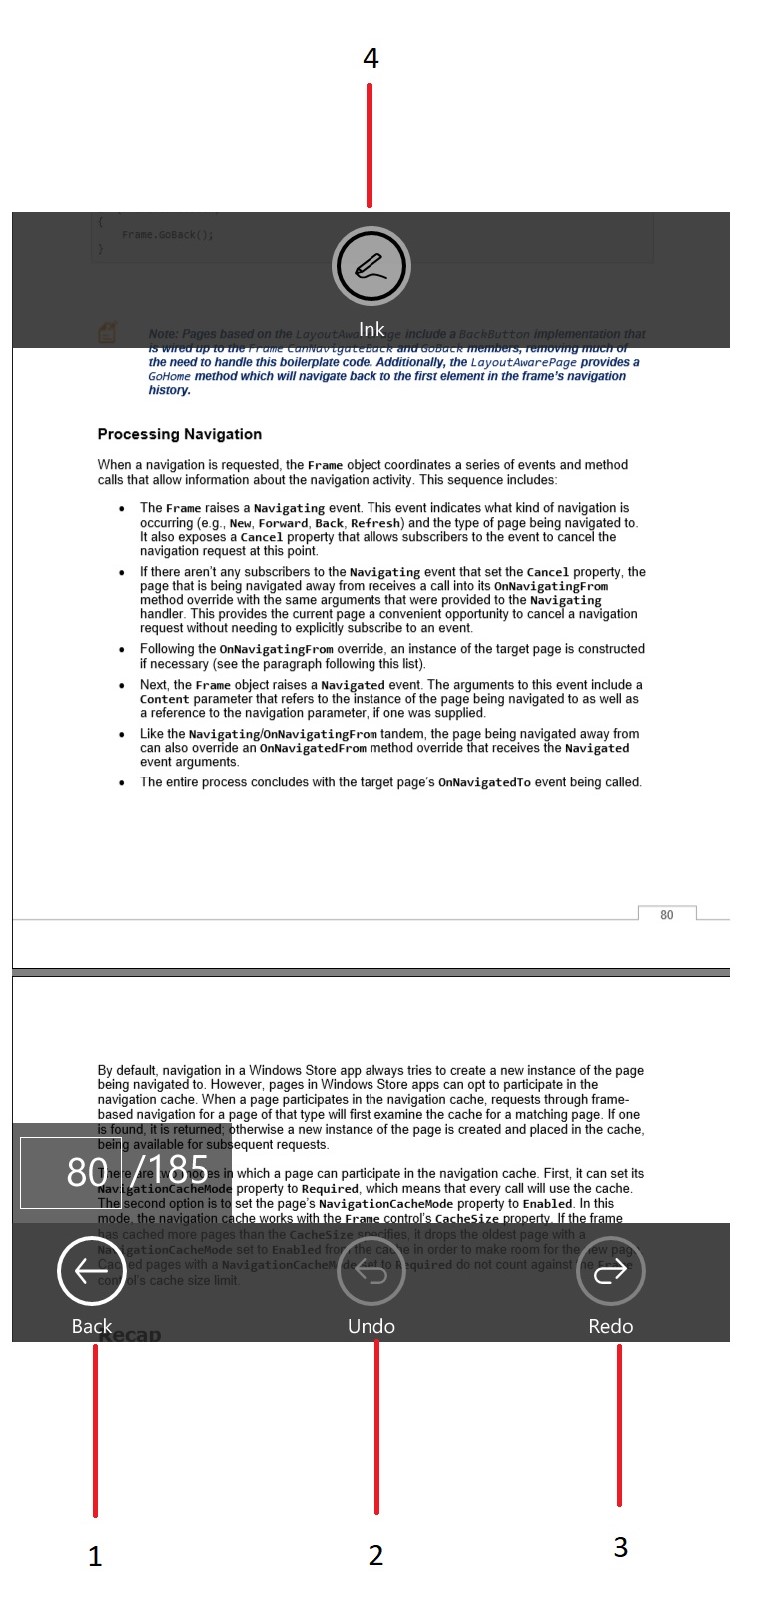 4
{
Frame.GoBack();
}
Ink
Note: Pages based on the LayoutAwarePage include a BackButton implementation that
is wired up to the Frame CanNavigateBack and GoBack members, removing much of
the need to handle this boilerplate code. Additionally, the LayoutAwarePage provides a
GoHome method which will navigate back to the first element in the frame's navigation
history.
Processing Navigation
When a navigation is requested, the Frame object coordinates a series of events and method
calls that allow information about the navigation activity. This sequence includes:
• The Frame raises a Navigating event. This event indicates what kind of navigation is
occurring (e.g., New, Forward, Back, Refresh) and the type of page being navigated to.
It also exposes a Cancel property that allows subscribers to the event to cancel the
navigation request at this point.
• If there aren't any subscribers to the Navigating event that set the Cancel property, the
page that is being navigated away from receives a call into its OnNavigatingFrom
method override with the same arguments that were provided to the Navigating
handler. This provides the current page a convenient opportunity to cancel a navigation
request without needing to explicitly subscribe to an event.
• Following the OnNavigatingFrom override, an instance of the target page is constructed
if necessary (see the paragraph following this list).
• Next, the Frame object raises a Navigated event. The arguments to this event include a
Content parameter that refers to the instance of the page being navigated to as well as
a reference to the navigation parameter, if one was supplied.
• Like the Navigating/OnNavigatingFrom tandem, the page being navigated away from
can also override an OnNavigatedFrom method override that receives the Navigated
event arguments.
• The entire process concludes with the target page's OnNavigatedTo event being called.
80
By default, navigation in a Windows Store app always tries to create a new instance of the page
being navigated to. However, pages in Windows Store apps can opt to participate in the
navigation cache. When a page participates in the navigation cache, requests through frame-
based navigation for a page of that type will first examine the cache for a matching page. If one
is found, it is returned; otherwise a new instance of the page is created and placed in the cache,
being available for subsequent requests.
There are two modes in which a page can participate in the navigation cache. First, it can set its
NavigationCacheMode property to Required, which means that every call will use the cache.
The second option is to set the page's NavigationCacheMode property to Enabled. In this
mode, the navigation cache works with the Frame control's CacheSize property. If the frame
has cached more pages than the CacheSize specifies, it drops the oldest page with a
NavigationCacheMode set to Enabled from the cache in order to make room for the new page.
Cached pages with a NavigationCacheMode set to Required do not count against the Frame
control's cache size limit.
80 /185
Recap
Back
Undo
Redo
1
2
3